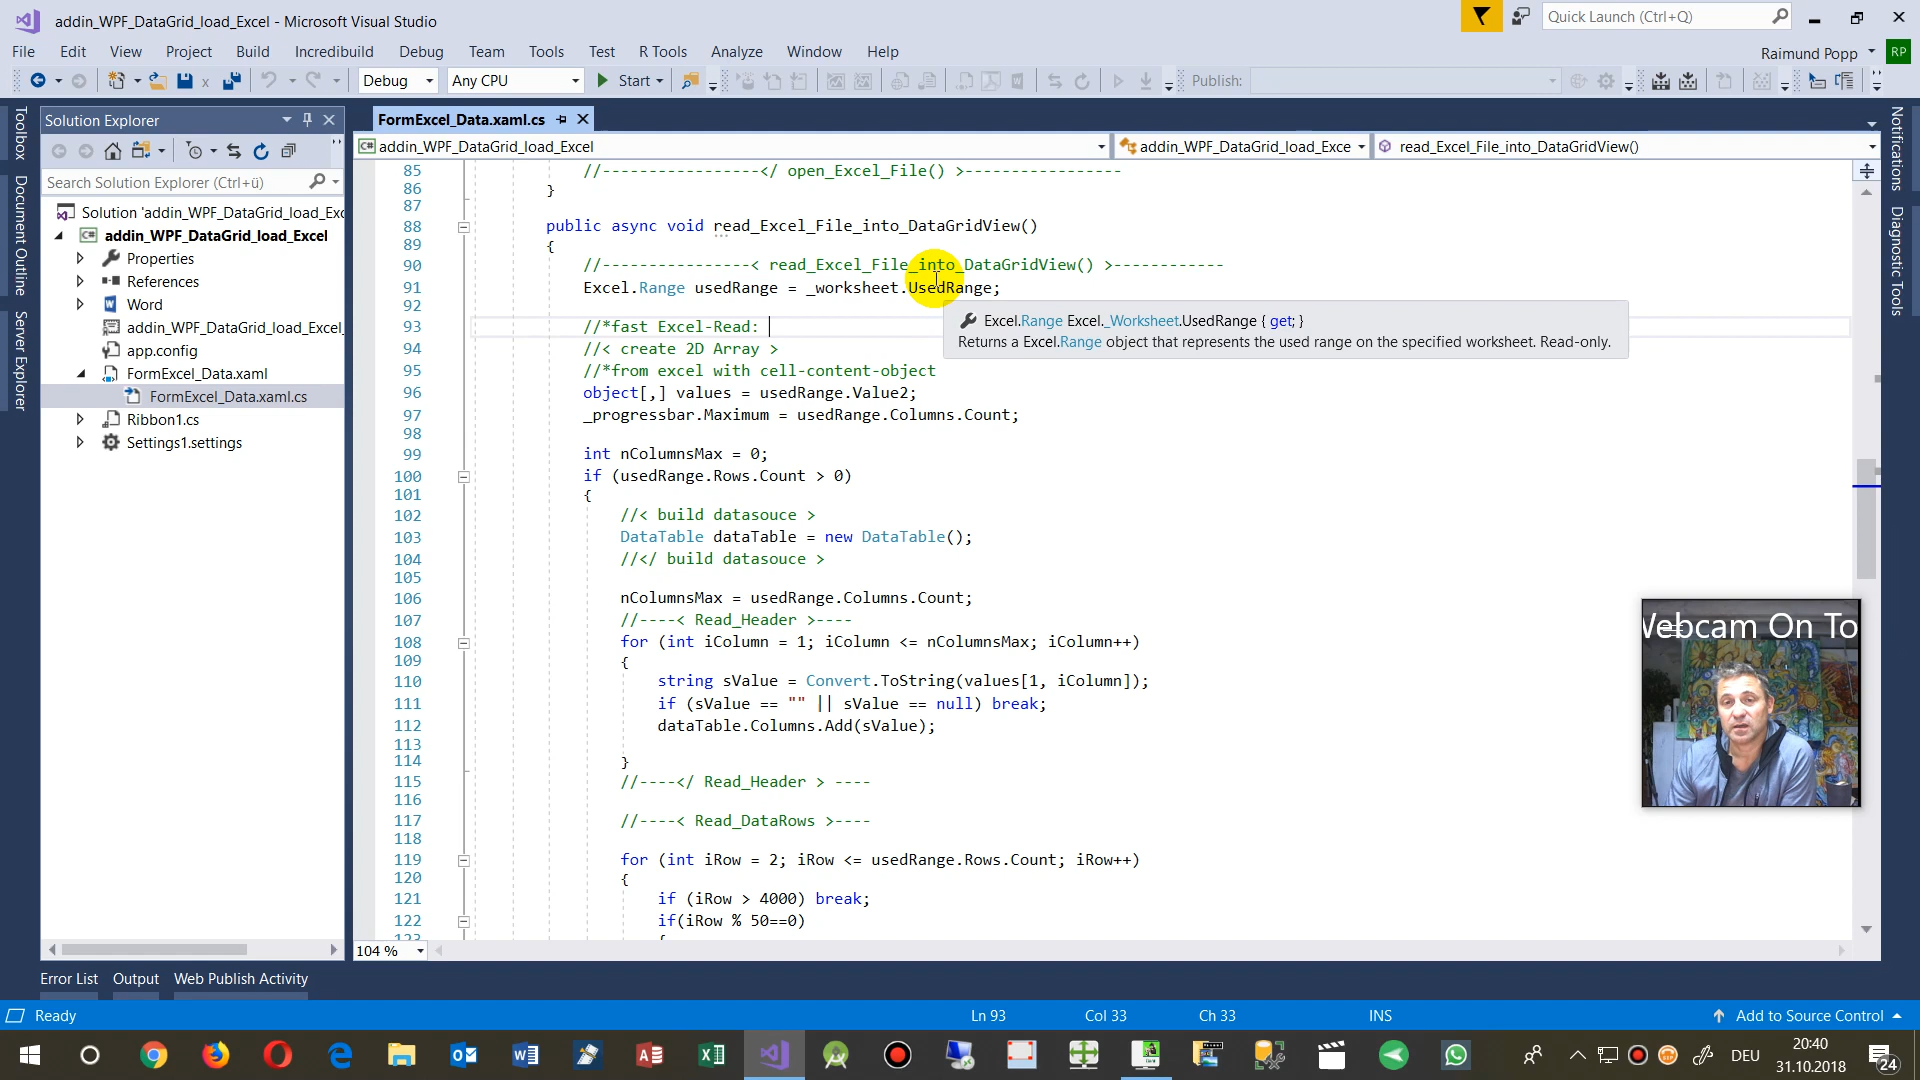 addin_WPF_DataGrid_load_Excel - Microsoft Visual Studio
Quick Launch (Ctrl+Q)
File Edit View Project Build Incredibuild Debug Team Tools Test R Tools Analyze Window Help
Raimund Popp RP
Debug Any CPU Start Publish:
Toolbox
Document Outline
Server Explorer
Solution Explorer
Search Solution Explorer (Ctrl+ü)
Solution 'addin_WPF_DataGrid_load_Exc
addin_WPF_DataGrid_load_Excel
Properties
References
Word
addin_WPF_DataGrid_load_Excel_
app.config
FormExcel_Data.xaml
FormExcel_Data.xaml.cs
Ribbon1.cs
Settings1.settings
FormExcel_Data.xaml.cs
addin_WPF_DataGrid_load_Excel addin_WPF_DataGrid_load_Exce read_Excel_File_into_DataGridView()
85 //-----------------</ open_Excel_File() >-----------------
86 }
87
88 public async void read_Excel_File_into_DataGridView()
89 {
90 //----------------< read_Excel_File_into_DataGridView() >------------
91 Excel.Range usedRange = _worksheet.UsedRange;
92
93 //*fast Excel-Read:
94 //< create 2D Array >
95 //*from excel with cell-content-object
96 object[,] values = usedRange.Value2;
97 _progressbar.Maximum = usedRange.Columns.Count;
98
99 int nColumnsMax = 0;
100 if (usedRange.Rows.Count > 0)
101 {
102 //< build datasouce >
103 DataTable dataTable = new DataTable();
104 //</ build datasouce >
105
106 nColumnsMax = usedRange.Columns.Count;
107 //----< Read_Header >----
108 for (int iColumn = 1; iColumn <= nColumnsMax; iColumn++)
109 {
110 string sValue = Convert.ToString(values[1, iColumn]);
111 if (sValue == "" || sValue == null) break;
112 dataTable.Columns.Add(sValue);
113
114 }
115 //----</ Read_Header > ----
116
117 //----< Read_DataRows >----
118
119 for (int iRow = 2; iRow <= usedRange.Rows.Count; iRow++)
120 {
121 if (iRow > 4000) break;
122 if(iRow % 50==0)
123 {
Excel.Range Excel._Worksheet.UsedRange { get; }
Returns a Excel.Range object that represents the used range on the specified worksheet. Read-only.
Webcam On To
Notifications
Diagnostic Tools
104 %
Error List Output Web Publish Activity
Ready Ln 93 Col 33 Ch 33 INS Add to Source Control
DEU
20:40
31.10.2018
24